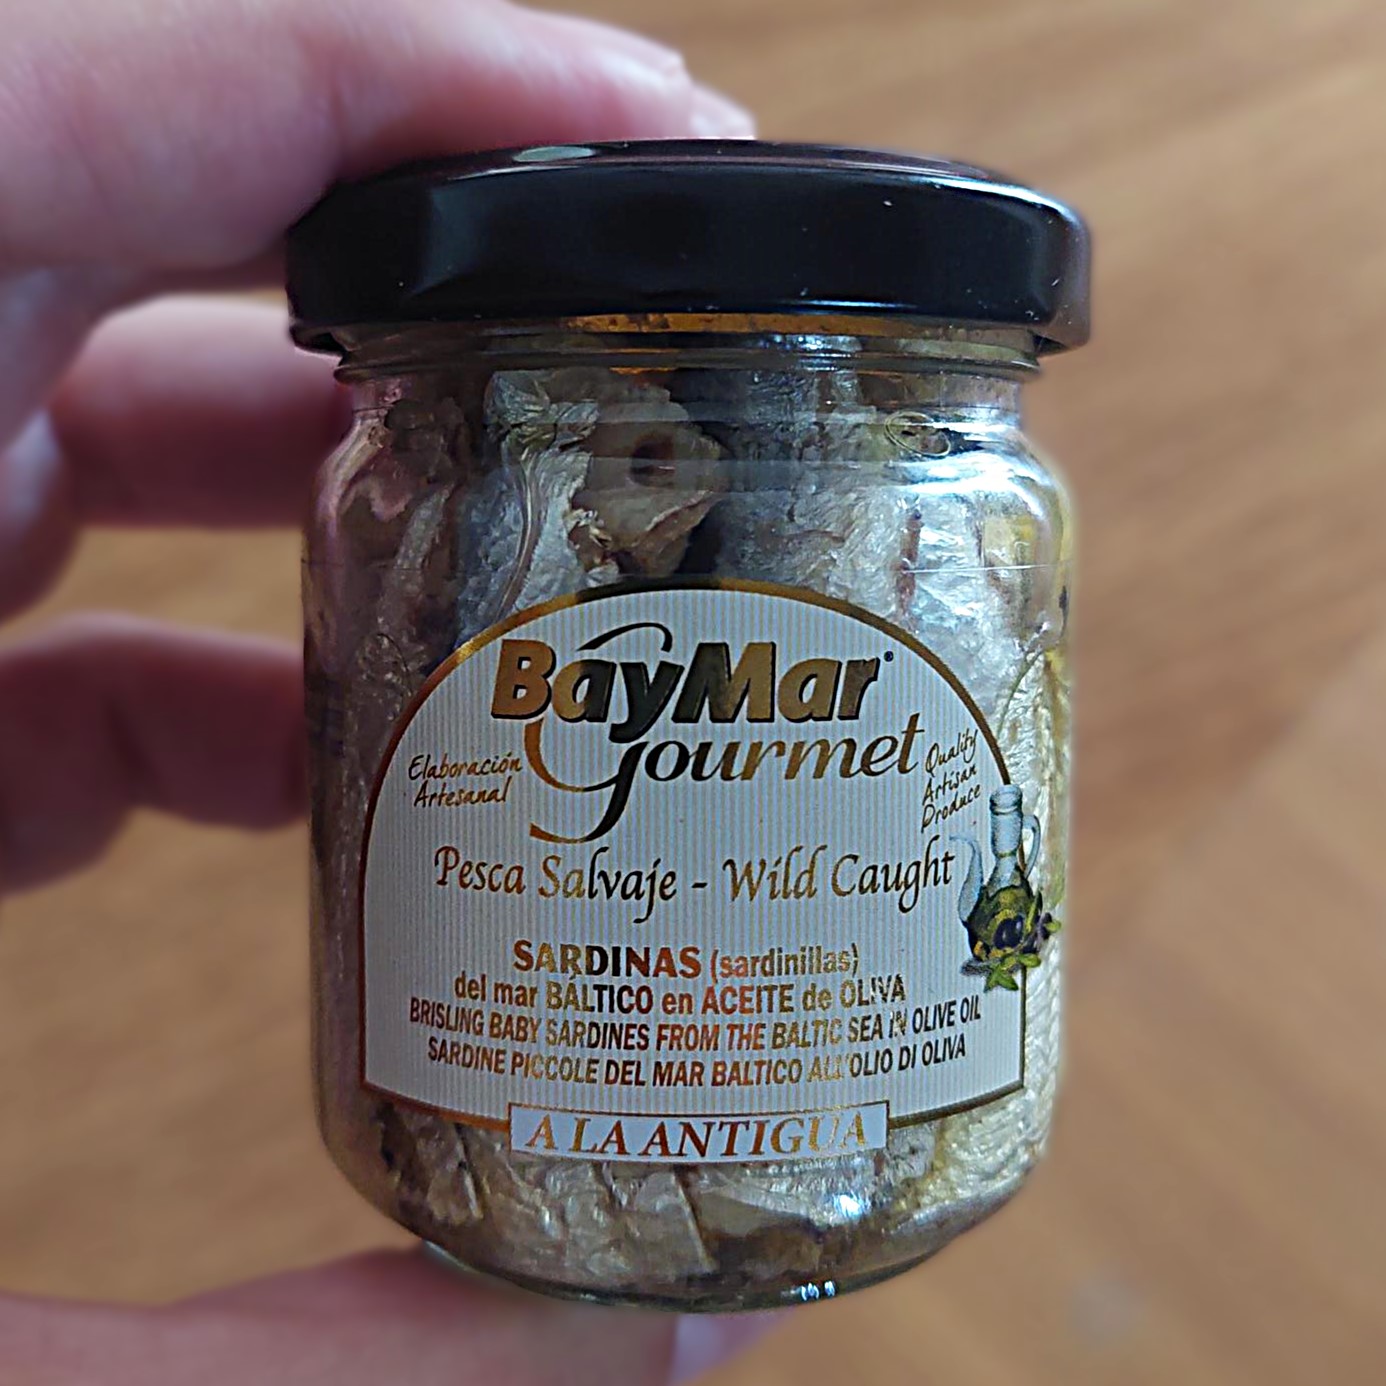 BayMar®
Gourmet
Elaboración
Artesanal
Quality
Artisan
Produce
Pesca Salvaje - Wild Caught
SARDINAS (sardinillas)
del mar BÁLTICO en ACEITE de OLIVA
BRISLING BABY SARDINES FROM THE BALTIC SEA IN OLIVE OIL
SARDINE PICCOLE DEL MAR BALTICO ALL'OLIO DI OLIVA
A LA ANTIGUA